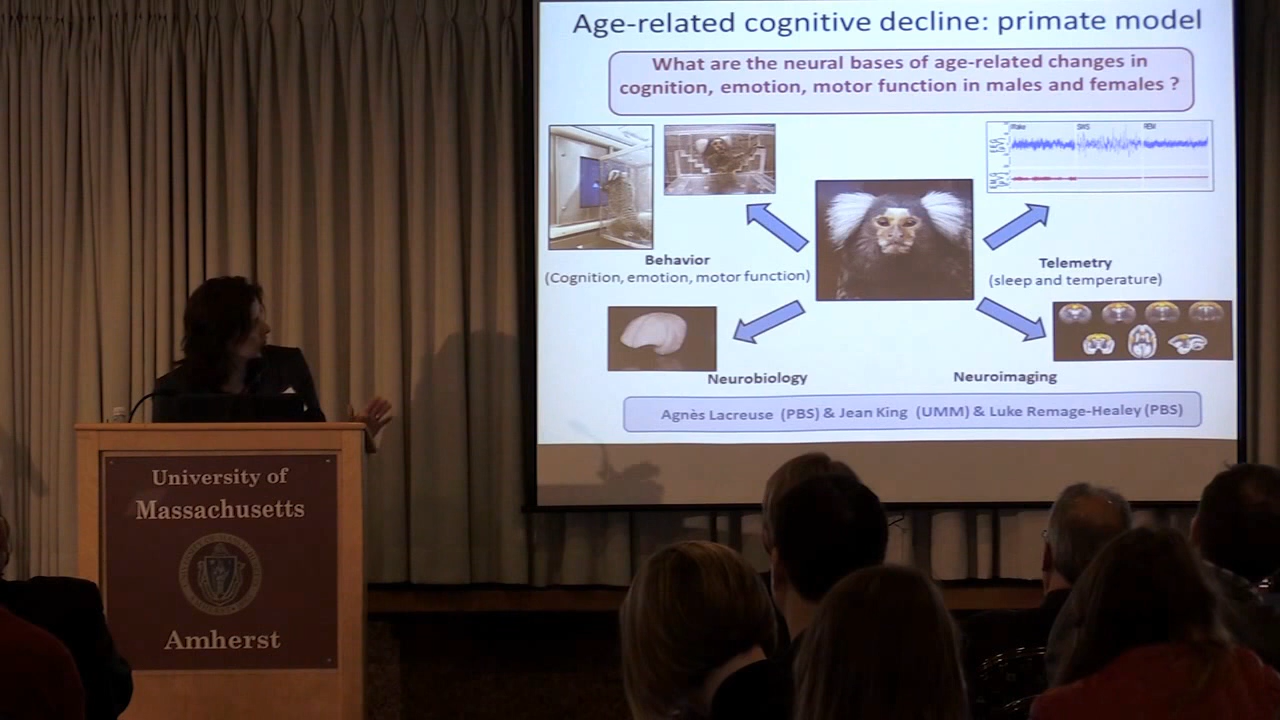 Age-related cognitive decline: primate model
What are the neural bases of age-related changes in
cognition, emotion, motor function in males and females ?
SWS
REM
Behavior
(Cognition, emotion, motor function)
Telemetry
(sleep and temperature)
Neurobiology
Neuroimaging
Agnès Lacreuse (PBS) & Jean King (UMM) & Luke Remage-Healey (PBS)
University of
Massachusetts
Amherst